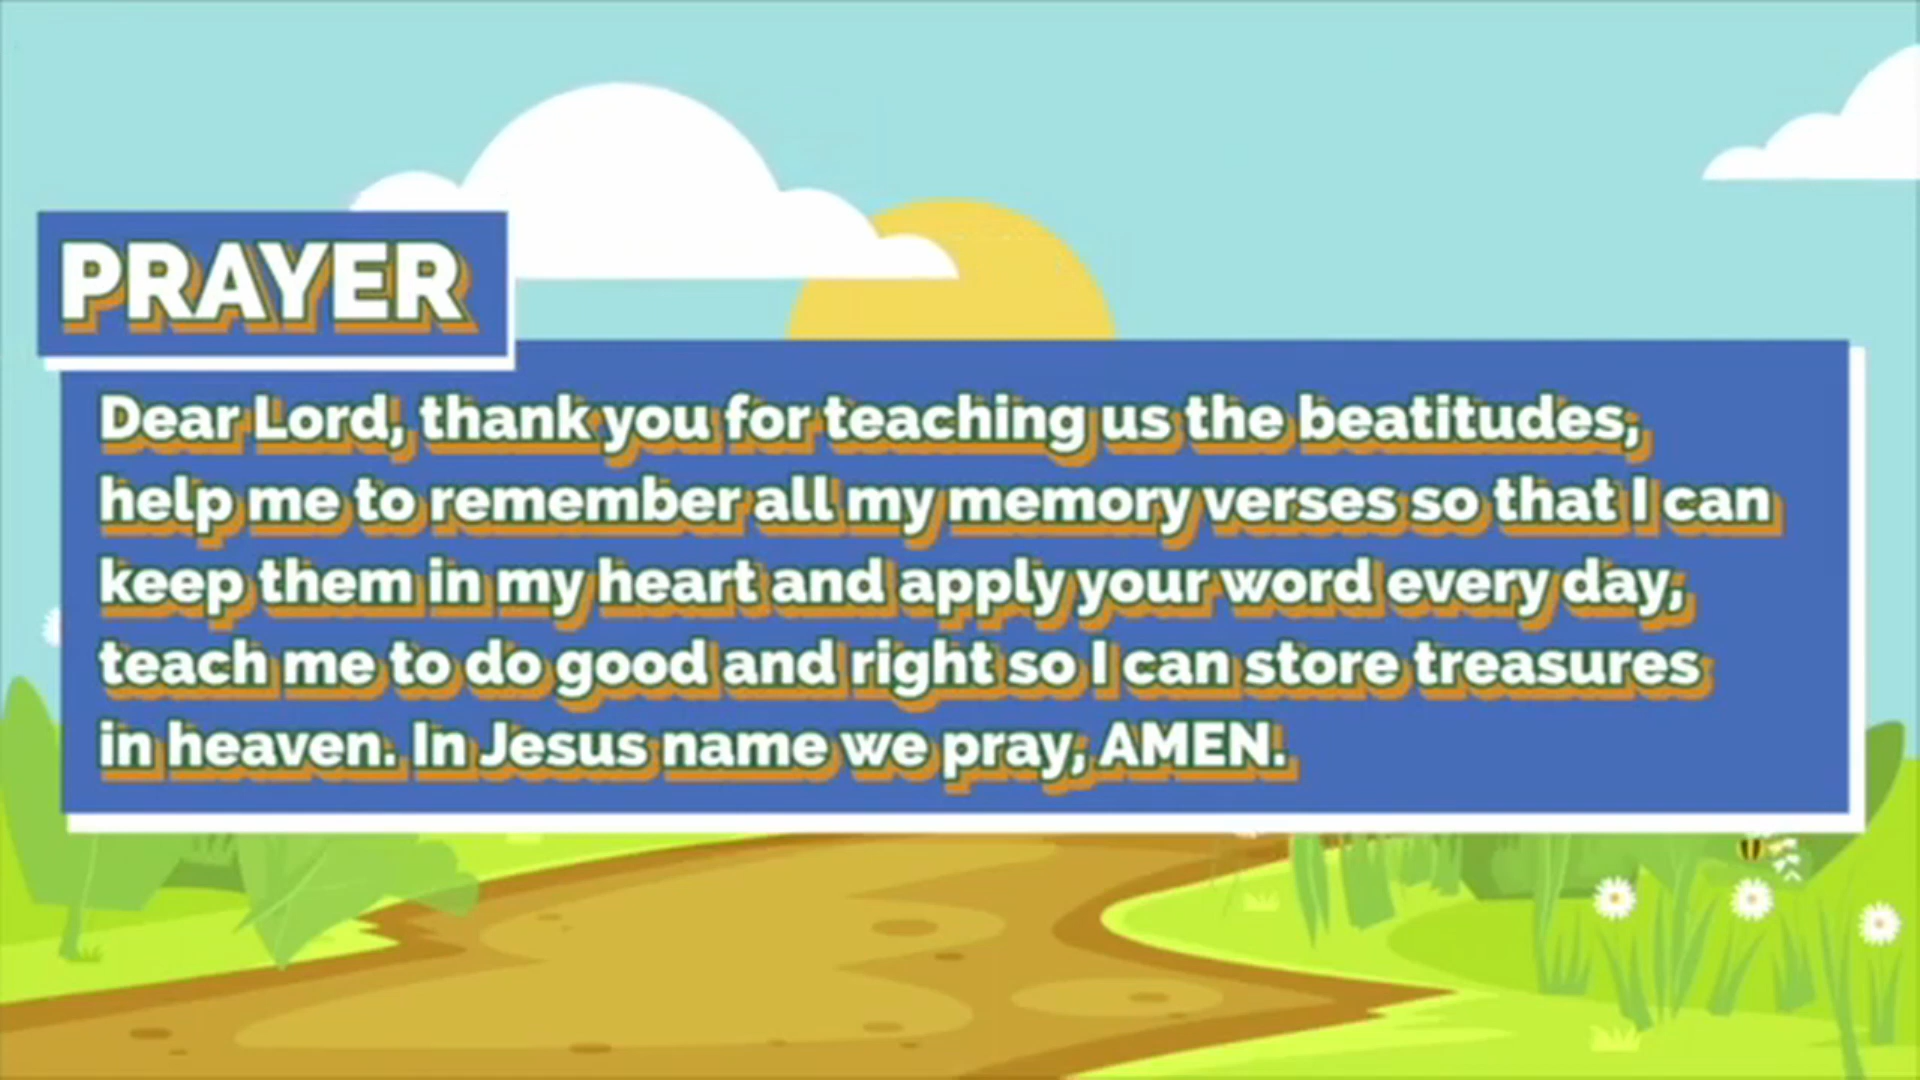 PRAYER
Dear Lord, thank you for teaching us the beatitudes,
help me to remember all my memory verses so that I can
keep them in my heart and apply your word every day,
teach me to do good and right so I can store treasures
in heaven. In Jesus name we pray, AMEN.